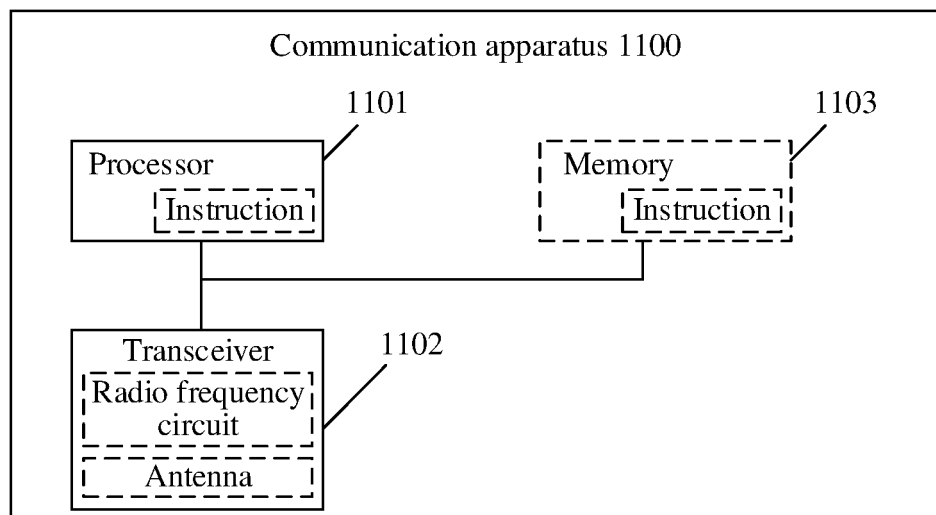 Communication apparatus 1100
1101
1103
Processor
Instruction
Memory
Instruction
1102
Transceiver
Radio frequency
circuit
Antenna